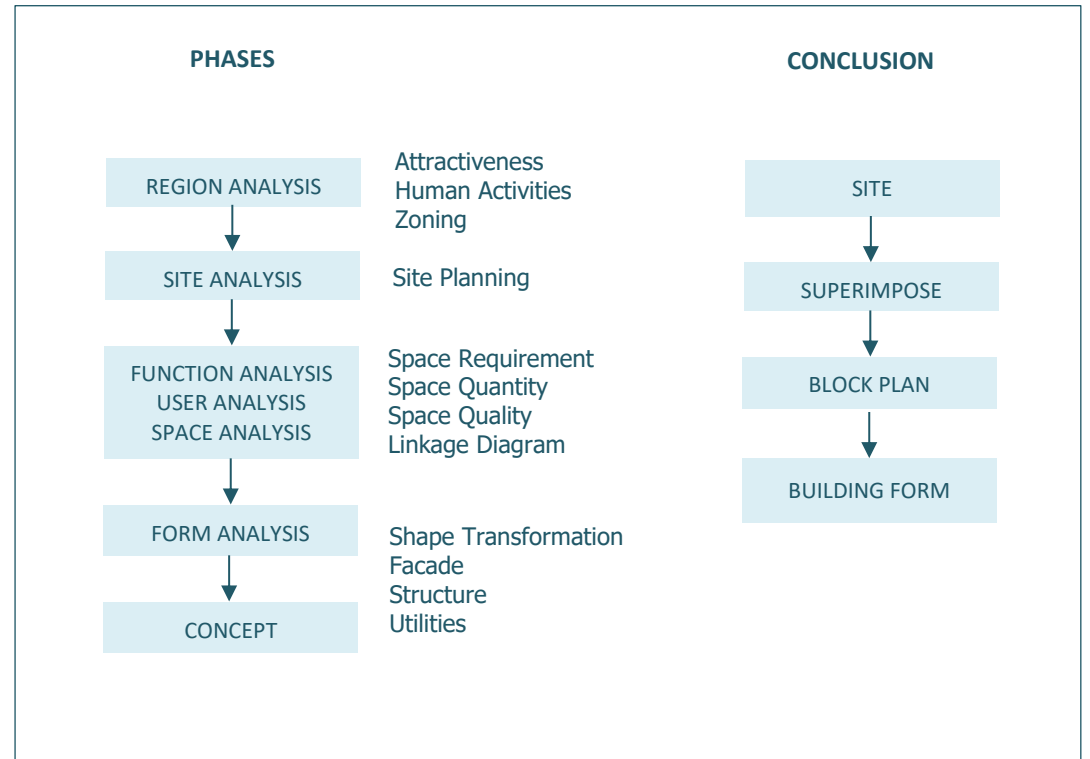 PHASES
CONCLUSION
REGION ANALYSIS
Attractiveness
Human Activities
Zoning
SITE ANALYSIS
Site Planning
FUNCTION ANALYSIS
USER ANALYSIS
SPACE ANALYSIS
Space Requirement
Space Quantity
Space Quality
Linkage Diagram
FORM ANALYSIS
Shape Transformation
Facade
Structure
Utilities
CONCEPT
SITE
SUPERIMPOSE
BLOCK PLAN
BUILDING FORM